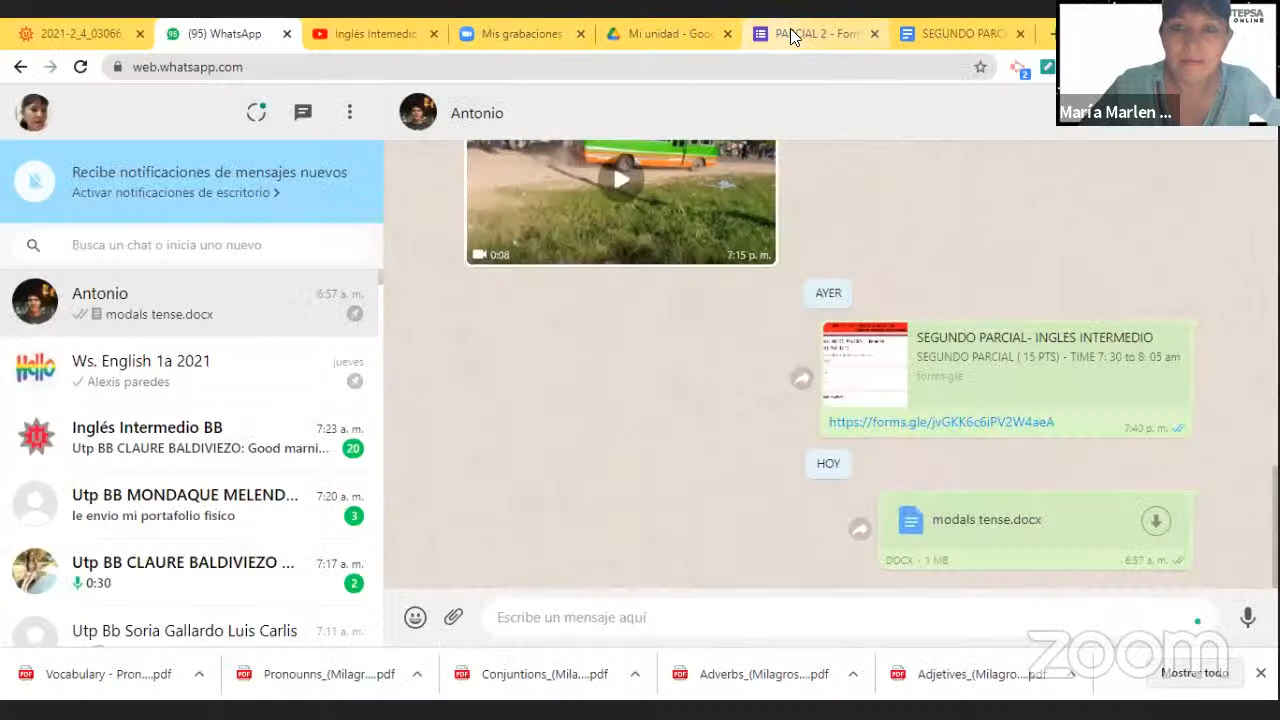 2021-2_4_03066
(95) WhatsApp
Inglés Intermedic
Mis grabaciones
Mi unidad - Goo
PARCIAL 2 - Form
SEGUNDO PARC
web.whatsapp.com
2
TEPSA
ONLINE
María Marlen ...
Antonio
Recibe notificaciones de mensajes nuevos
Activar notificaciones de escritorio >
Busca un chat o inicia uno nuevo
Antonio
6:57 a. m.
modals tense.docx
Hello
Ws. English 1a 2021
jueves
Alexis paredes
Inglés Intermedio BB
7:23 a. m.
Utp BB CLAURE BALDIVIEZO: Good marni...
20
Utp BB MONDAQUE MELEND...
7:20 a. m.
le envio mi portafolio fisico
3
Utp BB CLAURE BALDIVIEZO ...
7:17 a. m.
0:30
2
Utp Bb Soria Gallardo Luis Carlis
7:11 a. m.
0:08
7:15 p. m.
AYER
SEGUNDO PARCIAL- INGLES INTERMEDIO
SEGUNDO PARCIAL ( 15 PTS) - TIME 7: 30 to 8: 05 am
forms.gle
https://forms.gle/jvGKK6c6iPV2W4aeA
7:40 p. m.
HOY
modals tense.docx
DOCX • 1 MB
6:57 a. m.
Escribe un mensaje aquí
zoom
Vocabulary - Pron....pdf
Pronounns_(Milagr...pdf
Conjuntions_(Mila....pdf
Adverbs_(Milagros...pdf
Adjetives_(Milagro...pdf
Mostrar todo